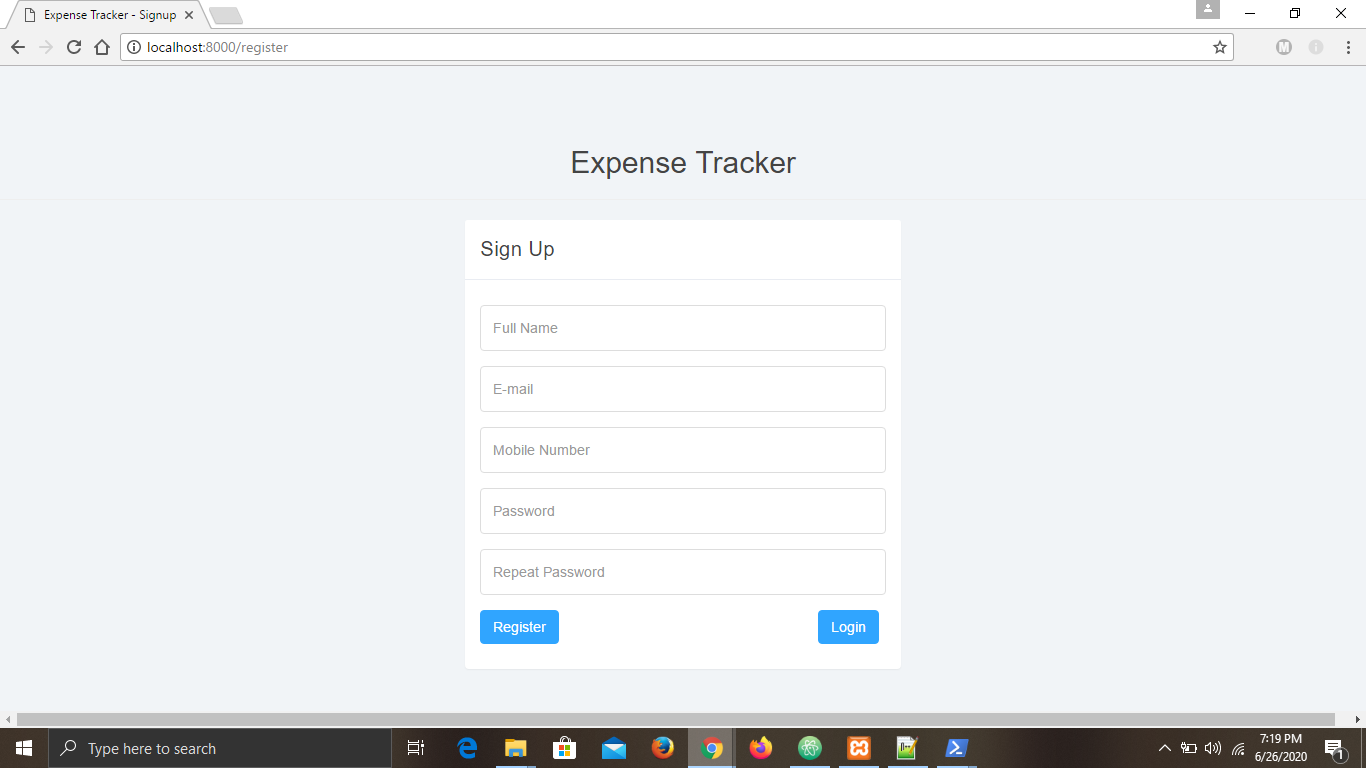 Expense Tracker - Signup
localhost:8000/register
Expense Tracker
Sign Up
Full Name
E-mail
Mobile Number
Password
Repeat Password
Register Login
Type here to search
7:19 PM
6/26/2020
1